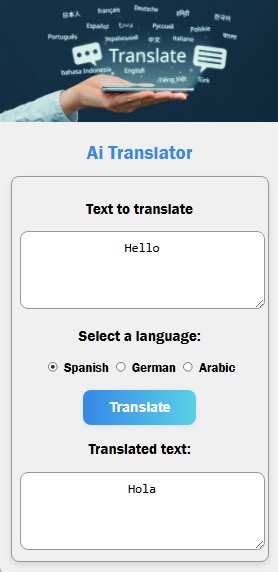 日本人 français Deutsche हिन्दी 한국어
Español Русский Polskie
Português Український 中文 Italiano
Translate
bahasa Indonesia English Tiếng Việt Türk
Ai Translator
Text to translate
Hello
Select a language:
Spanish German Arabic
Translate
Translated text:
Hola